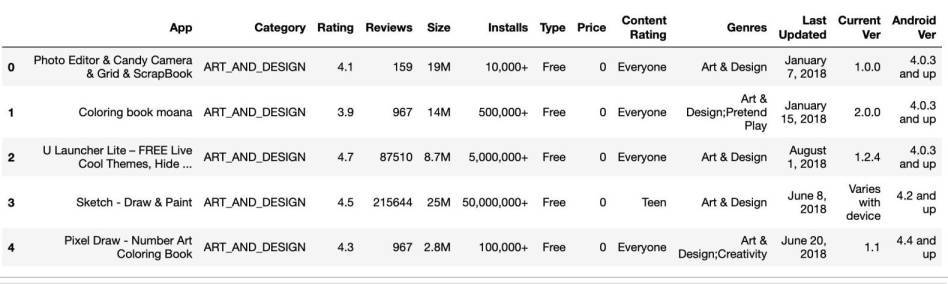 App Category Rating Reviews Size Installs Type Price Content Rating Genres Last Updated Current Ver Android Ver
0 Photo Editor & Candy Camera & Grid & ScrapBook ART_AND_DESIGN 4.1 159 19M 10,000+ Free 0 Everyone Art & Design January 7, 2018 1.0.0 4.0.3 and up
1 Coloring book moana ART_AND_DESIGN 3.9 967 14M 500,000+ Free 0 Everyone Art & Design;Pretend Play January 15, 2018 2.0.0 4.0.3 and up
2 U Launcher Lite – FREE Live Cool Themes, Hide ... ART_AND_DESIGN 4.7 87510 8.7M 5,000,000+ Free 0 Everyone Art & Design August 1, 2018 1.2.4 4.0.3 and up
3 Sketch - Draw & Paint ART_AND_DESIGN 4.5 215644 25M 50,000,000+ Free 0 Teen Art & Design June 8, 2018 Varies with device 4.2 and up
4 Pixel Draw - Number Art Coloring Book ART_AND_DESIGN 4.3 967 2.8M 100,000+ Free 0 Everyone Art & Design;Creativity June 20, 2018 1.1 4.4 and up